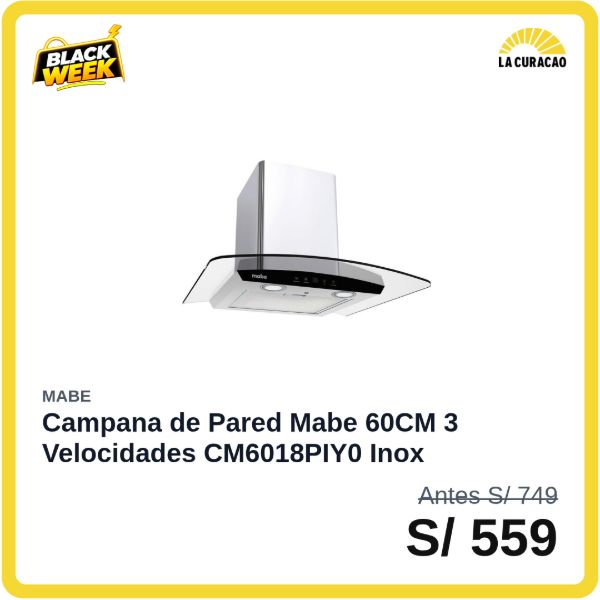 BLACK
WEEK
LA CURACAO
mabe
MABE
Campana de Pared Mabe 60CM 3
Velocidades CM6018PIY0 Inox
Antes S/ 749
S/ 559